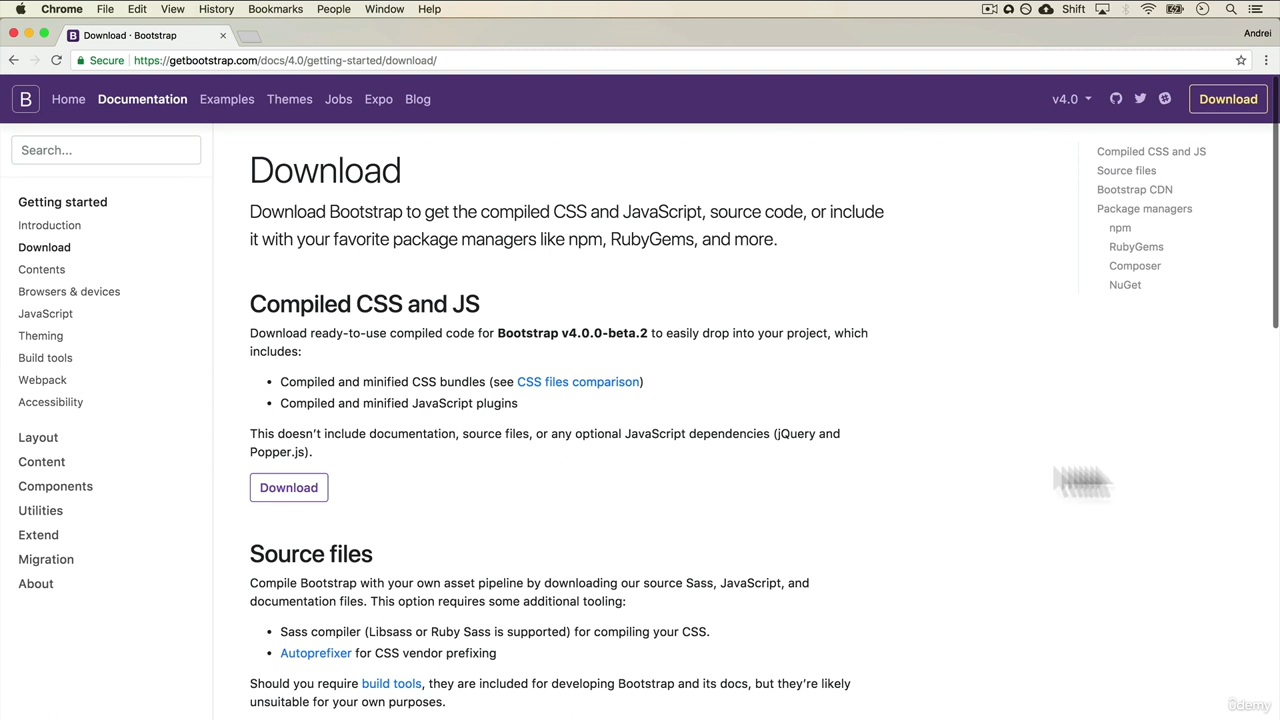 Chrome File Edit View History Bookmarks People Window Help Shift
Download · Bootstrap
Andrei
Secure https://getbootstrap.com/docs/4.0/getting-started/download/
B Home Documentation Examples Themes Jobs Expo Blog v4.0 Download
Search...
Getting started
Introduction
Download
Contents
Browsers & devices
JavaScript
Theming
Build tools
Webpack
Accessibility
Layout
Content
Components
Utilities
Extend
Migration
About
Download
Download Bootstrap to get the compiled CSS and JavaScript, source code, or include
it with your favorite package managers like npm, RubyGems, and more.
Compiled CSS and JS
Download ready-to-use compiled code for Bootstrap v4.0.0-beta.2 to easily drop into your project, which
includes:
• Compiled and minified CSS bundles (see CSS files comparison)
• Compiled and minified JavaScript plugins
This doesn't include documentation, source files, or any optional JavaScript dependencies (jQuery and
Popper.js).
Download
Source files
Compile Bootstrap with your own asset pipeline by downloading our source Sass, JavaScript, and
documentation files. This option requires some additional tooling:
• Sass compiler (Libsass or Ruby Sass is supported) for compiling your CSS.
• Autoprefixer for CSS vendor prefixing
Should you require build tools, they are included for developing Bootstrap and its docs, but they're likely
unsuitable for your own purposes.
Compiled CSS and JS
Source files
Bootstrap CDN
Package managers
npm
RubyGems
Composer
NuGet
ûdemy